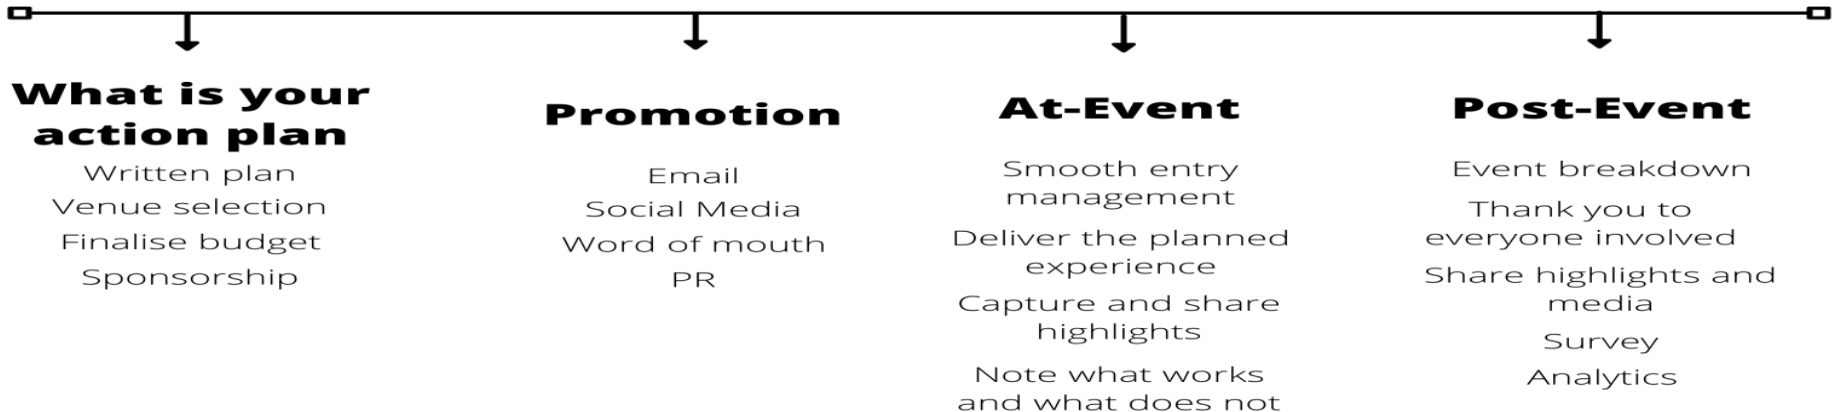 What is your
action plan
Written plan
Venue selection
Finalise budget
Sponsorship
Promotion
Email
Social Media
Word of mouth
PR
At-Event
Smooth entry
management
Deliver the planned
experience
Capture and share
highlights
Note what works
and what does not
Post-Event
Event breakdown
Thank you to
everyone involved
Share highlights and
media
Survey
Analytics